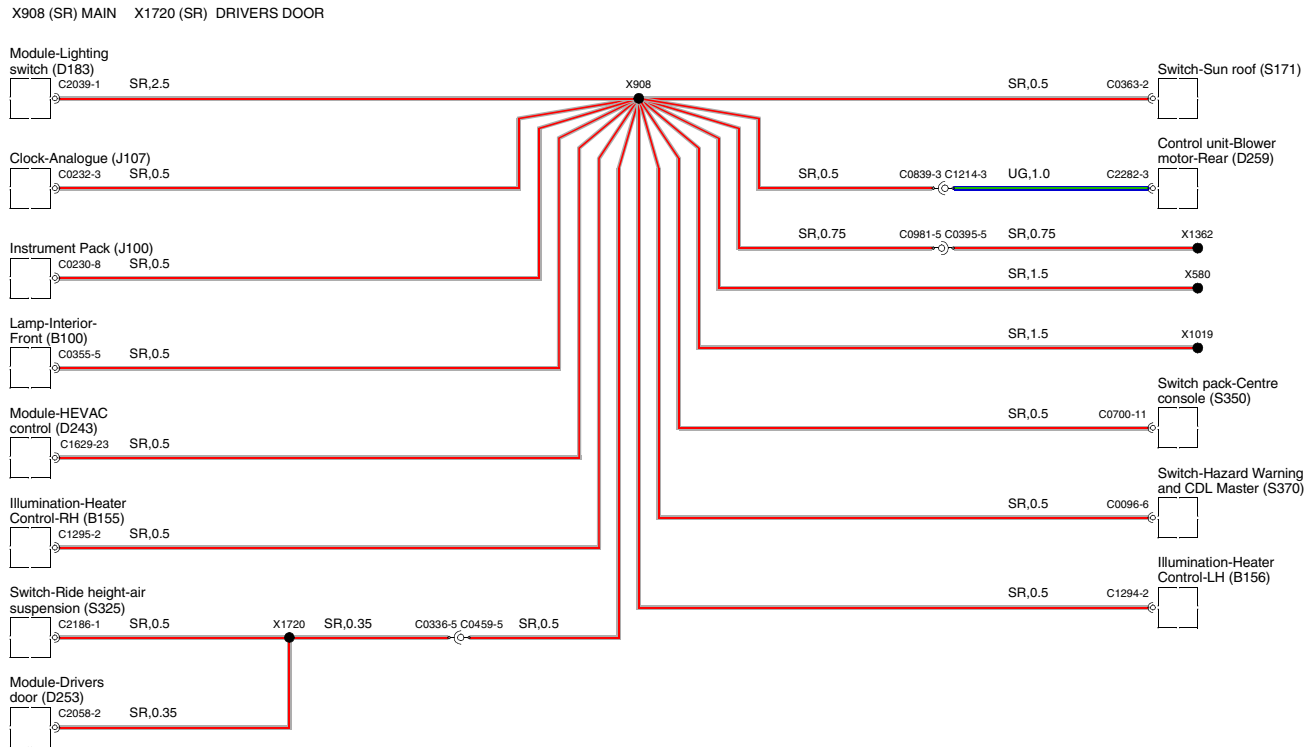 X908 (SR) MAIN X1720 (SR) DRIVERS DOOR
Module-Lighting
switch (D183)
C2039-1 SR,2.5
X908
SR,0.5 C0363-2
Switch-Sun roof (S171)
Clock-Analogue (J107)
C0232-3 SR,0.5
Control unit-Blower
motor-Rear (D259)
SR,0.5 C0839-3 C1214-3 UG,1.0 C2282-3
Instrument Pack (J100)
C0230-8 SR,0.5
SR,0.75 C0981-5 C0395-5 SR,0.75 X1362
SR,1.5 X580
Lamp-Interior-
Front (B100)
C0355-5 SR,0.5
SR,1.5 X1019
Module-HEVAC
control (D243)
C1629-23 SR,0.5
Switch pack-Centre
console (S350)
SR,0.5 C0700-11
Illumination-Heater
Control-RH (B155)
C1295-2 SR,0.5
Switch-Hazard Warning
and CDL Master (S370)
SR,0.5 C0096-6
Switch-Ride height-air
suspension (S325)
C2186-1 SR,0.5 X1720 SR,0.35 C0336-5 C0459-5 SR,0.5
Illumination-Heater
Control-LH (B156)
SR,0.5 C1294-2
Module-Drivers
door (D253)
C2058-2 SR,0.35